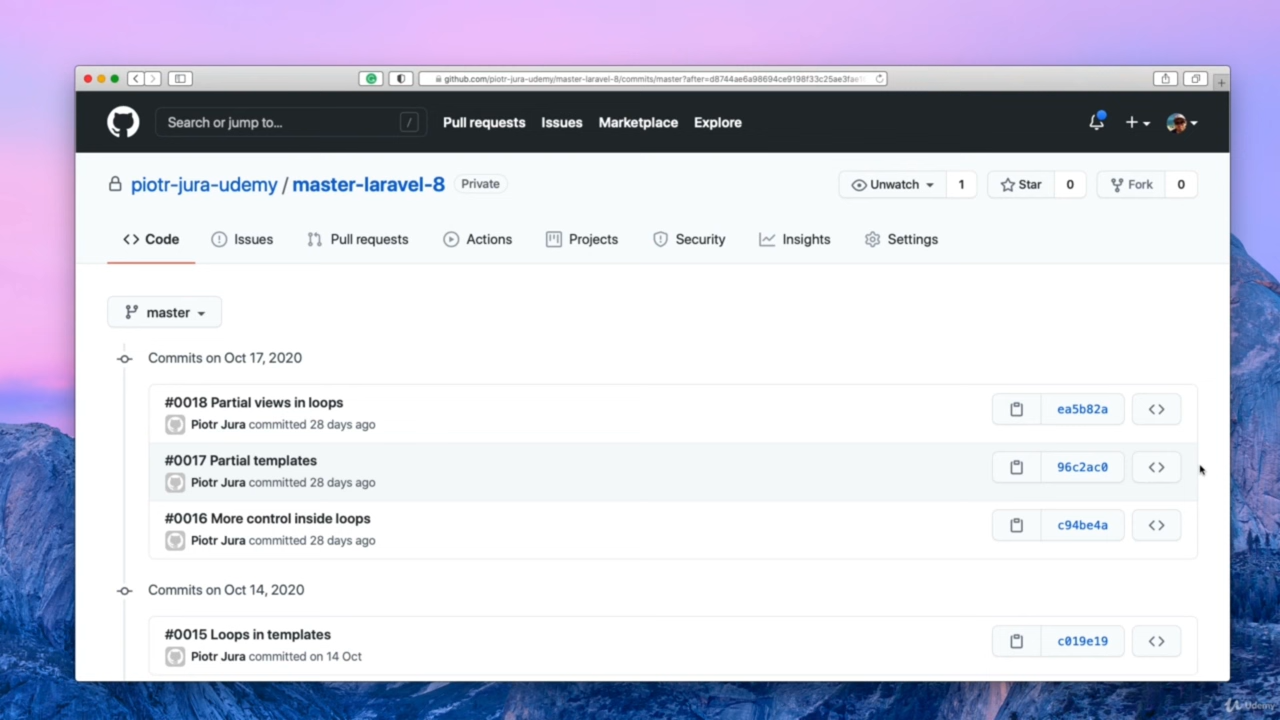 github.com/piotr-jura-udemy/master-laravel-8/commits/master?after=d8744ae6a98694ce9198f33c25ae3fae
Search or jump to... / Pull requests Issues Marketplace Explore
piotr-jura-udemy / master-laravel-8 Private Unwatch 1 Star 0 Fork 0
Code Issues Pull requests Actions Projects Security Insights Settings
master
Commits on Oct 17, 2020
#0018 Partial views in loops
Piotr Jura committed 28 days ago
ea5b82a
#0017 Partial templates
Piotr Jura committed 28 days ago
96c2ac0
#0016 More control inside loops
Piotr Jura committed 28 days ago
c94be4a
Commits on Oct 14, 2020
#0015 Loops in templates
Piotr Jura committed on 14 Oct
c019e19
Udemy